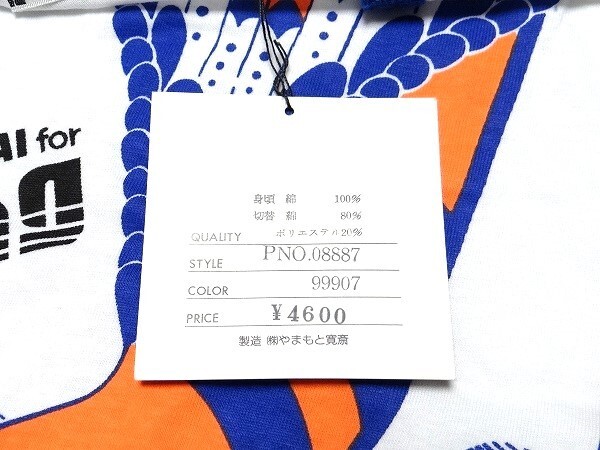 AI for
身頃 綿 100%
切替 綿 80%
QUALITY ポリエステル20%
STYLE PNO.08887
COLOR 99907
PRICE ¥4600
製造 ㈱やまもと寛斎